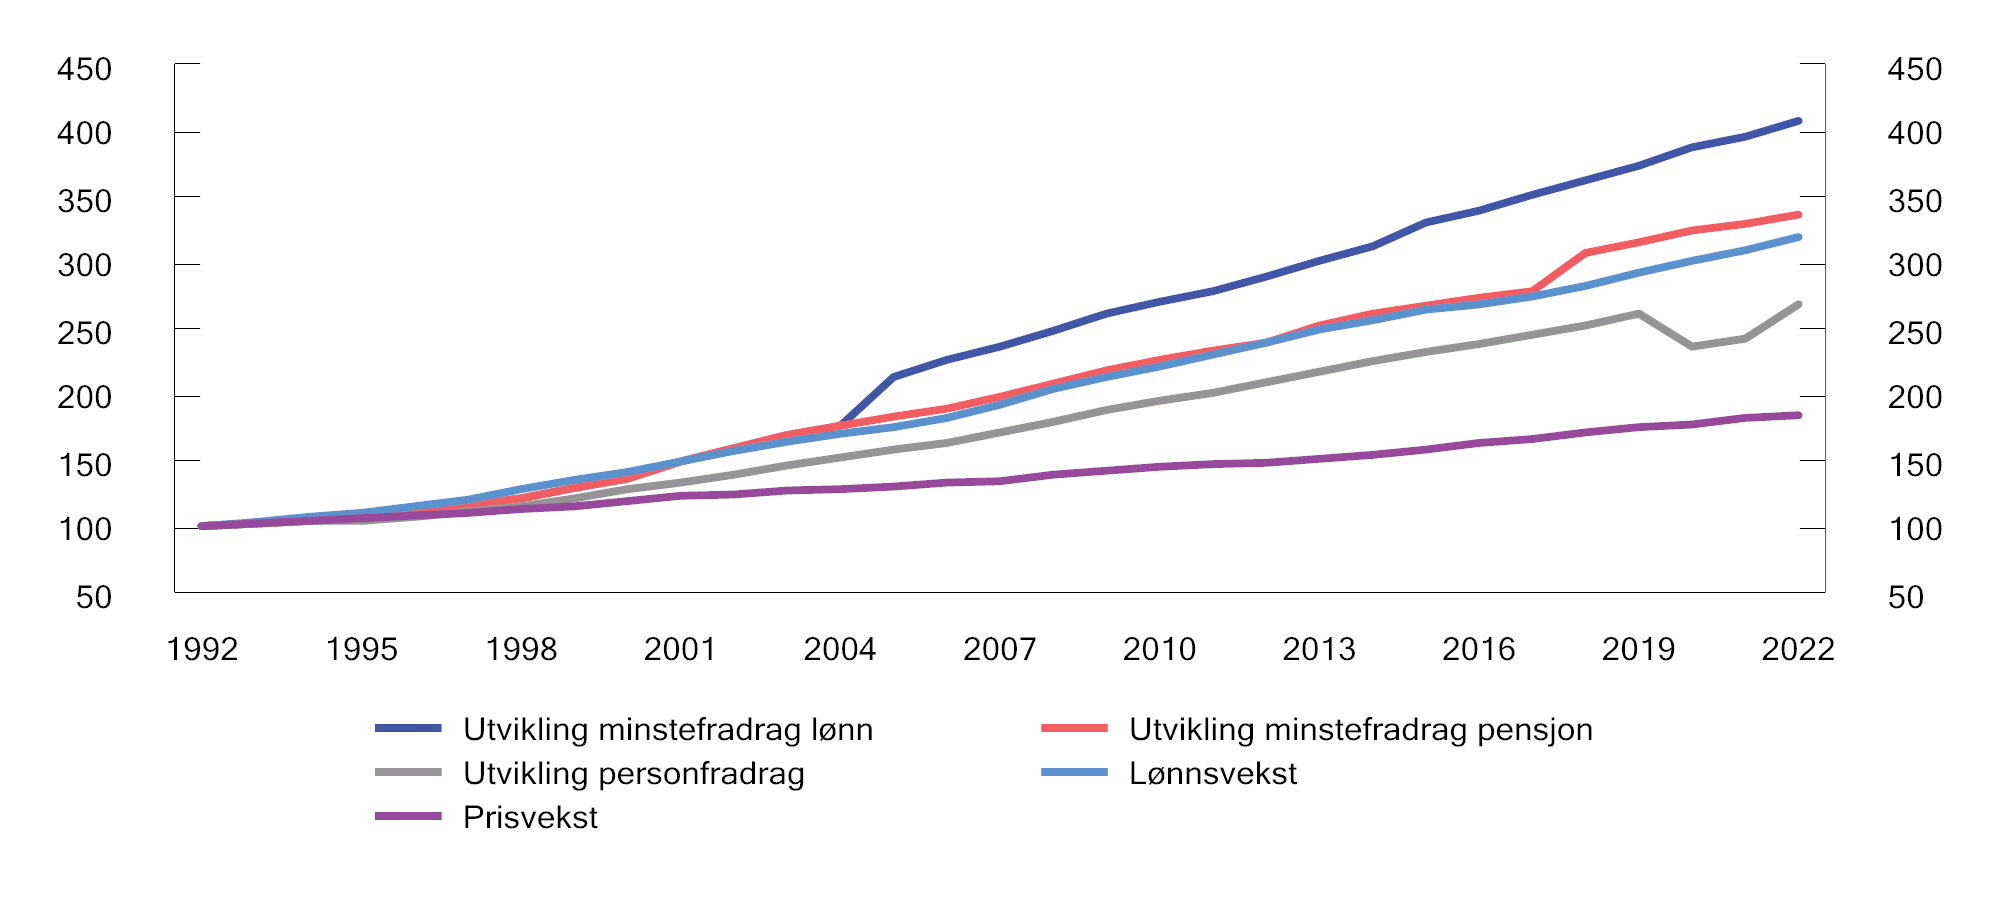 450 450
400 400
350 350
300 300
250 250
200 200
150 150
100 100
50 50
1992 1995 1998 2001 2004 2007 2010 2013 2016 2019 2022
Utvikling minstefradrag lønn Utvikling minstefradrag pensjon
Utvikling personfradrag Lønnsvekst
Prisvekst